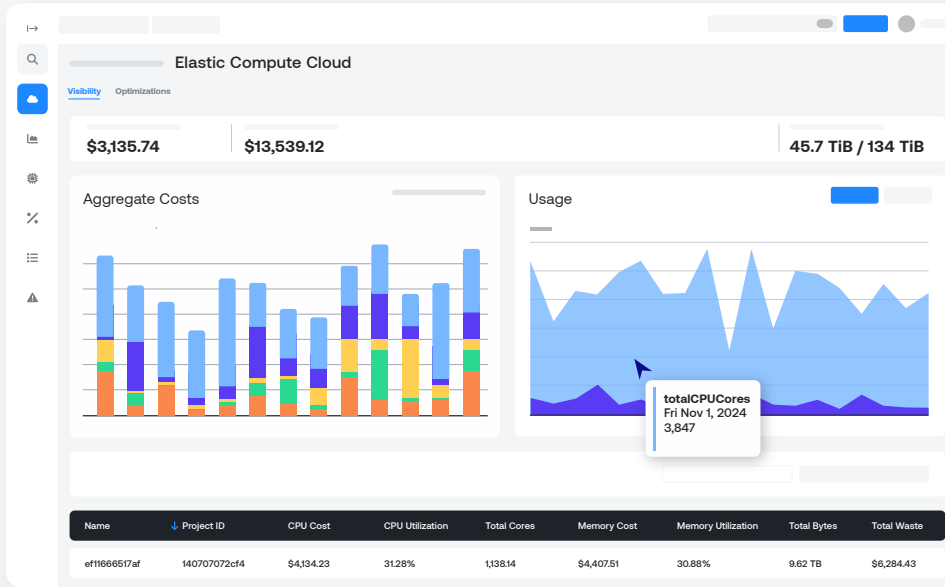 Elastic Compute Cloud
Visibility Optimizations
$3,135.74 $13,539.12 45.7 TiB / 134 TiB
Aggregate Costs
Usage
totalCPUCores
Fri Nov 1, 2024
3,847
Name Project ID CPU Cost CPU Utilization Total Cores Memory Cost Memory Utilization Total Bytes Total Waste
ef11666517af 140707072cf4 $4,134.23 31.28% 1,138.14 $4,407.51 30.88% 9.62 TB $6,284.43